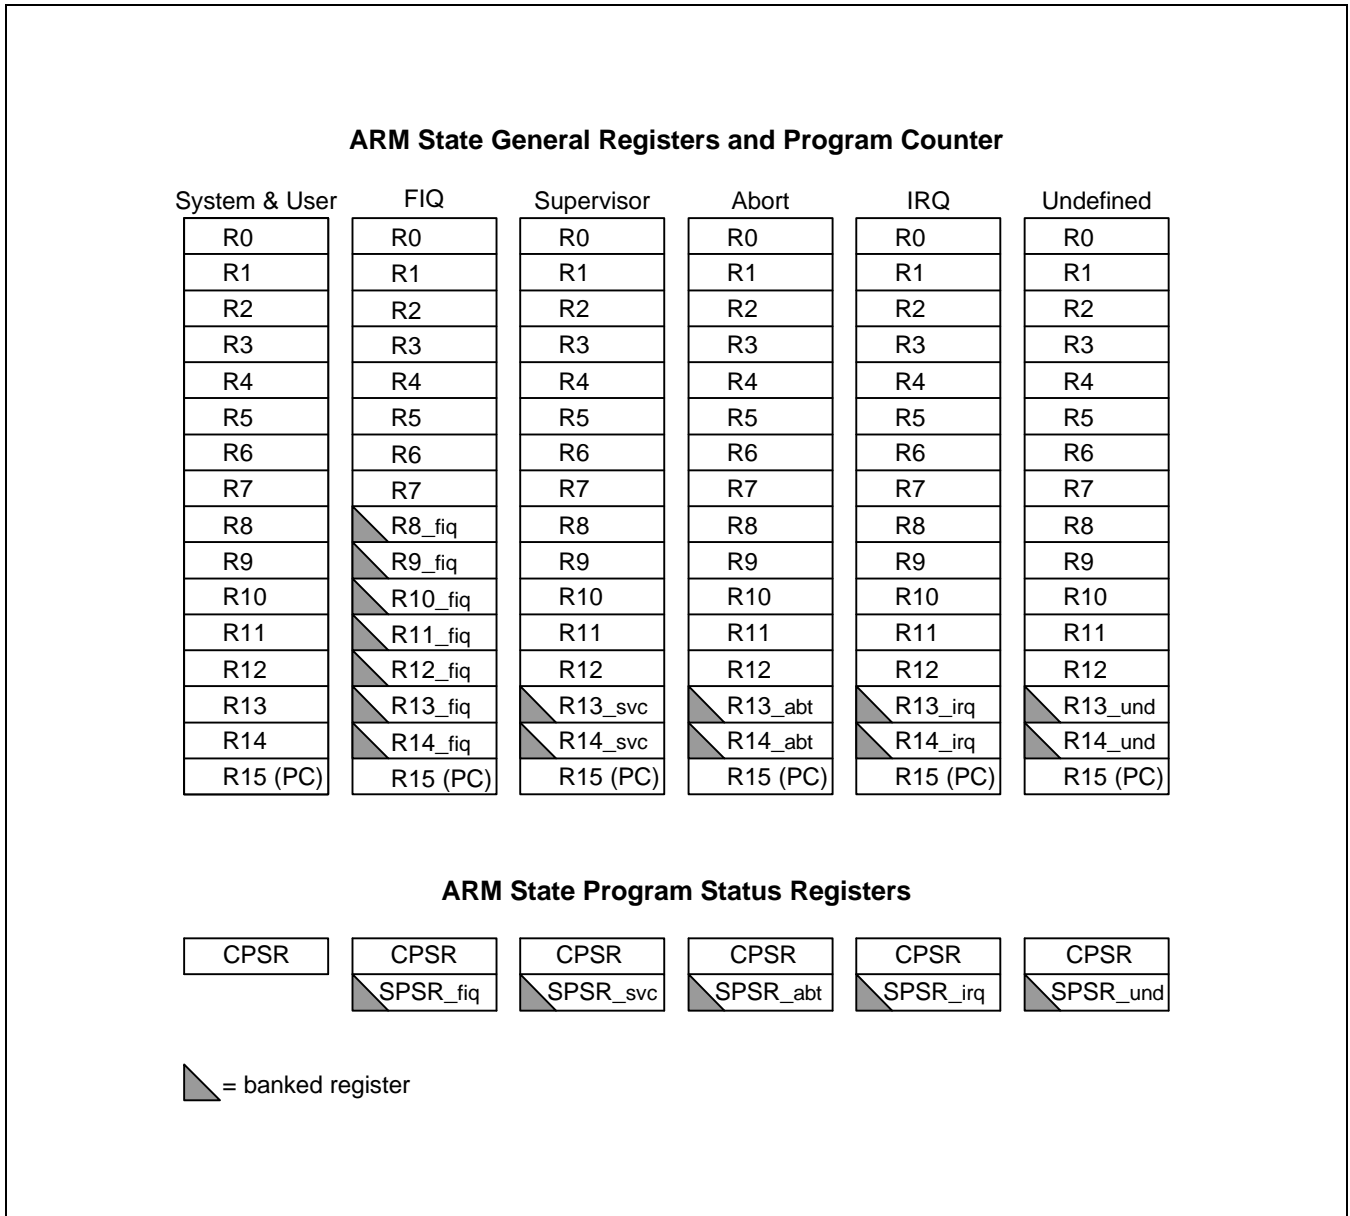 ARM State General Registers and Program Counter
System & User FIQ Supervisor Abort IRQ Undefined
R0 R0 R0 R0 R0 R0
R1 R1 R1 R1 R1 R1
R2 R2 R2 R2 R2 R2
R3 R3 R3 R3 R3 R3
R4 R4 R4 R4 R4 R4
R5 R5 R5 R5 R5 R5
R6 R6 R6 R6 R6 R6
R7 R7 R7 R7 R7 R7
R8 R8_fiq R8 R8 R8 R8
R9 R9_fiq R9 R9 R9 R9
R10 R10_fiq R10 R10 R10 R10
R11 R11_fiq R11 R11 R11 R11
R12 R12_fiq R12 R12 R12 R12
R13 R13_fiq R13_svc R13_abt R13_irq R13_und
R14 R14_fiq R14_svc R14_abt R14_irq R14_und
R15 (PC) R15 (PC) R15 (PC) R15 (PC) R15 (PC) R15 (PC)
ARM State Program Status Registers
CPSR CPSR CPSR CPSR CPSR CPSR
SPSR_fiq SPSR_svc SPSR_abt SPSR_irq SPSR_und
= banked register